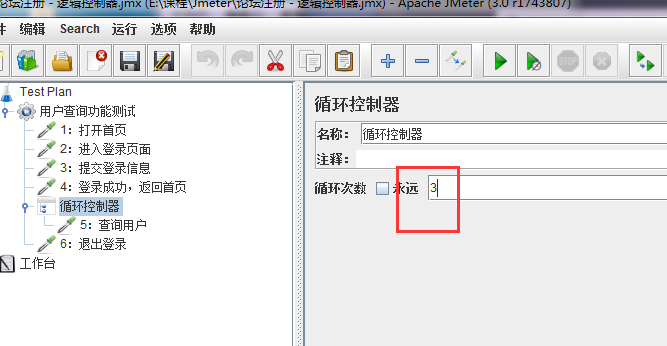 论坛注册 - 逻辑控制器.jmx (E:\课程\Jmeter\论坛注册 - 逻辑控制器.jmx) - Apache JMeter (3.0 r1743807)
件 编辑 Search 运行 选项 帮助
STOP
Test Plan
用户查询功能测试
1：打开首页
2：进入登录页面
3：提交登录信息
4：登录成功，返回首页
循环控制器
5：查询用户
6：退出登录
工作台
循环控制器
名称： 循环控制器
注释：
循环次数 永远 3